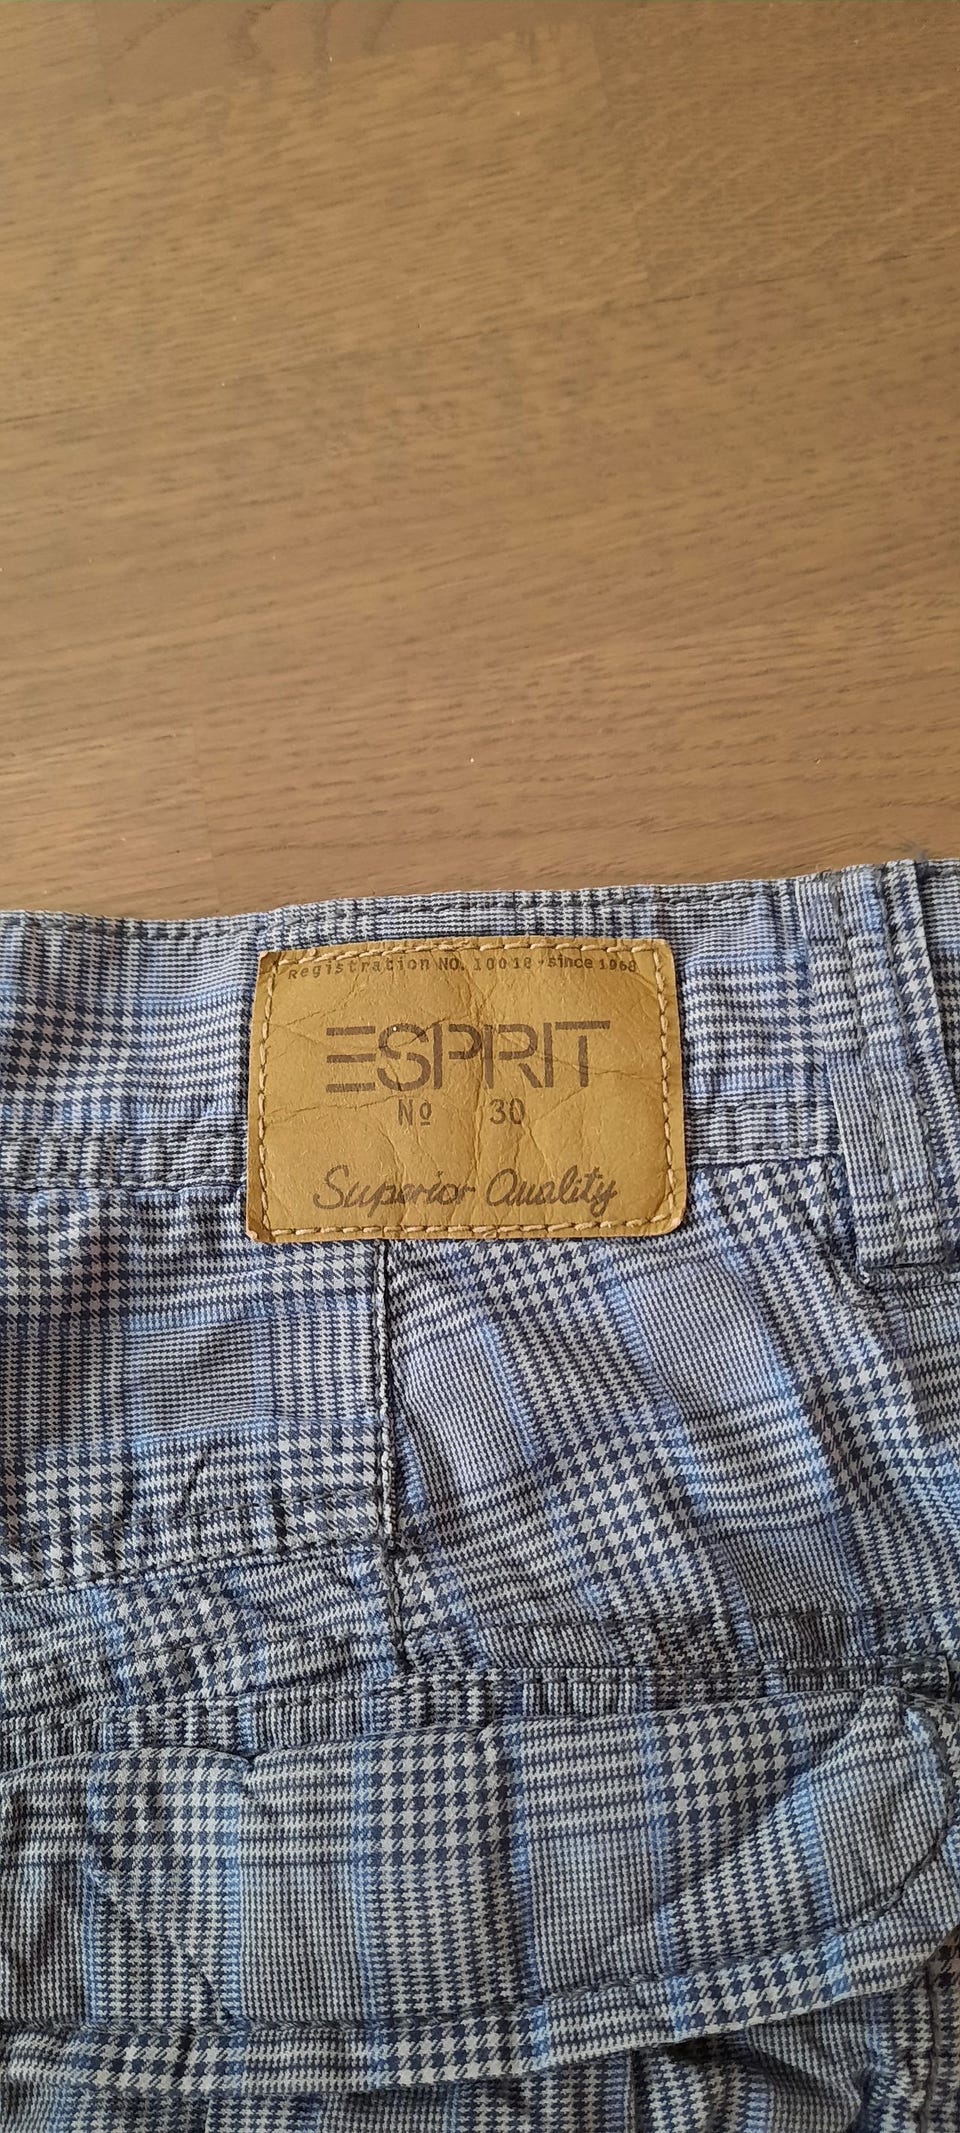 Registration NO. 10018 - since 1968
ESPRIT
Nº 30
Superior Quality